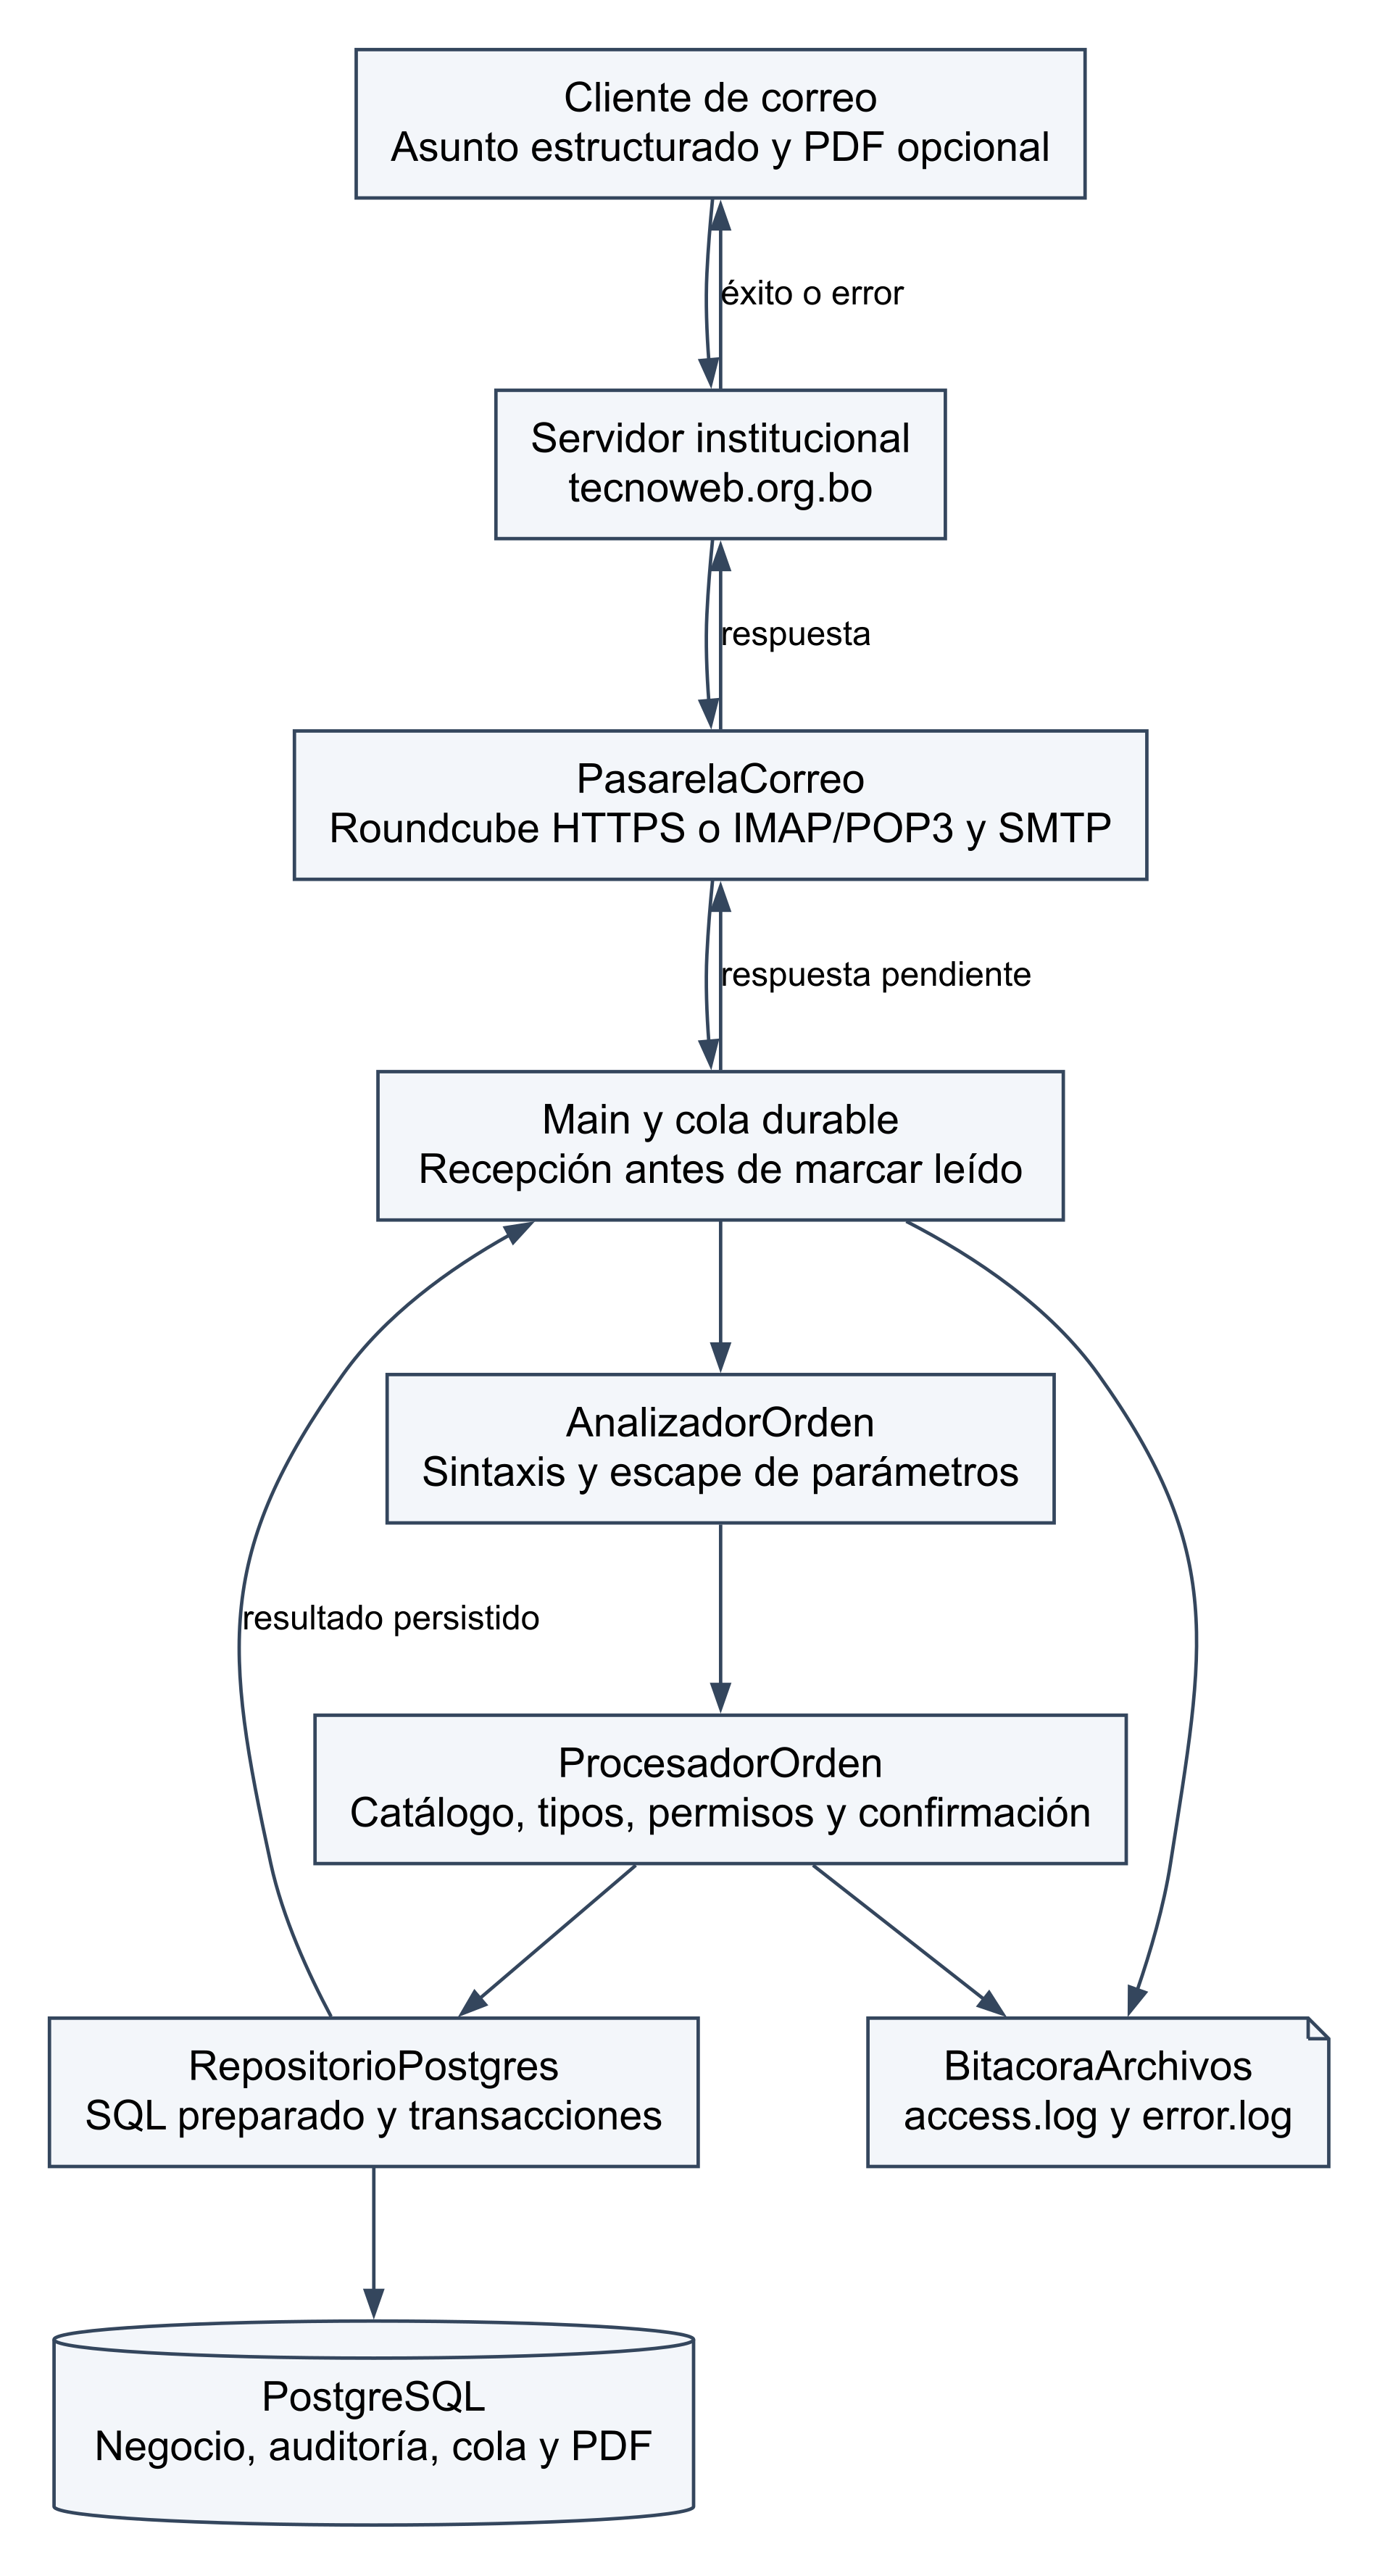 Cliente de correo
Asunto estructurado y PDF opcional
éxito o error
Servidor institucional
tecnoweb.org.bo
respuesta
PasarelaCorreo
Roundcube HTTPS o IMAP/POP3 y SMTP
respuesta pendiente
Main y cola durable
Recepción antes de marcar leído
AnalizadorOrden
Sintaxis y escape de parámetros
resultado persistido
ProcesadorOrden
Catálogo, tipos, permisos y confirmación
RepositorioPostgres
SQL preparado y transacciones
BitacoraArchivos
access.log y error.log
PostgreSQL
Negocio, auditoría, cola y PDF